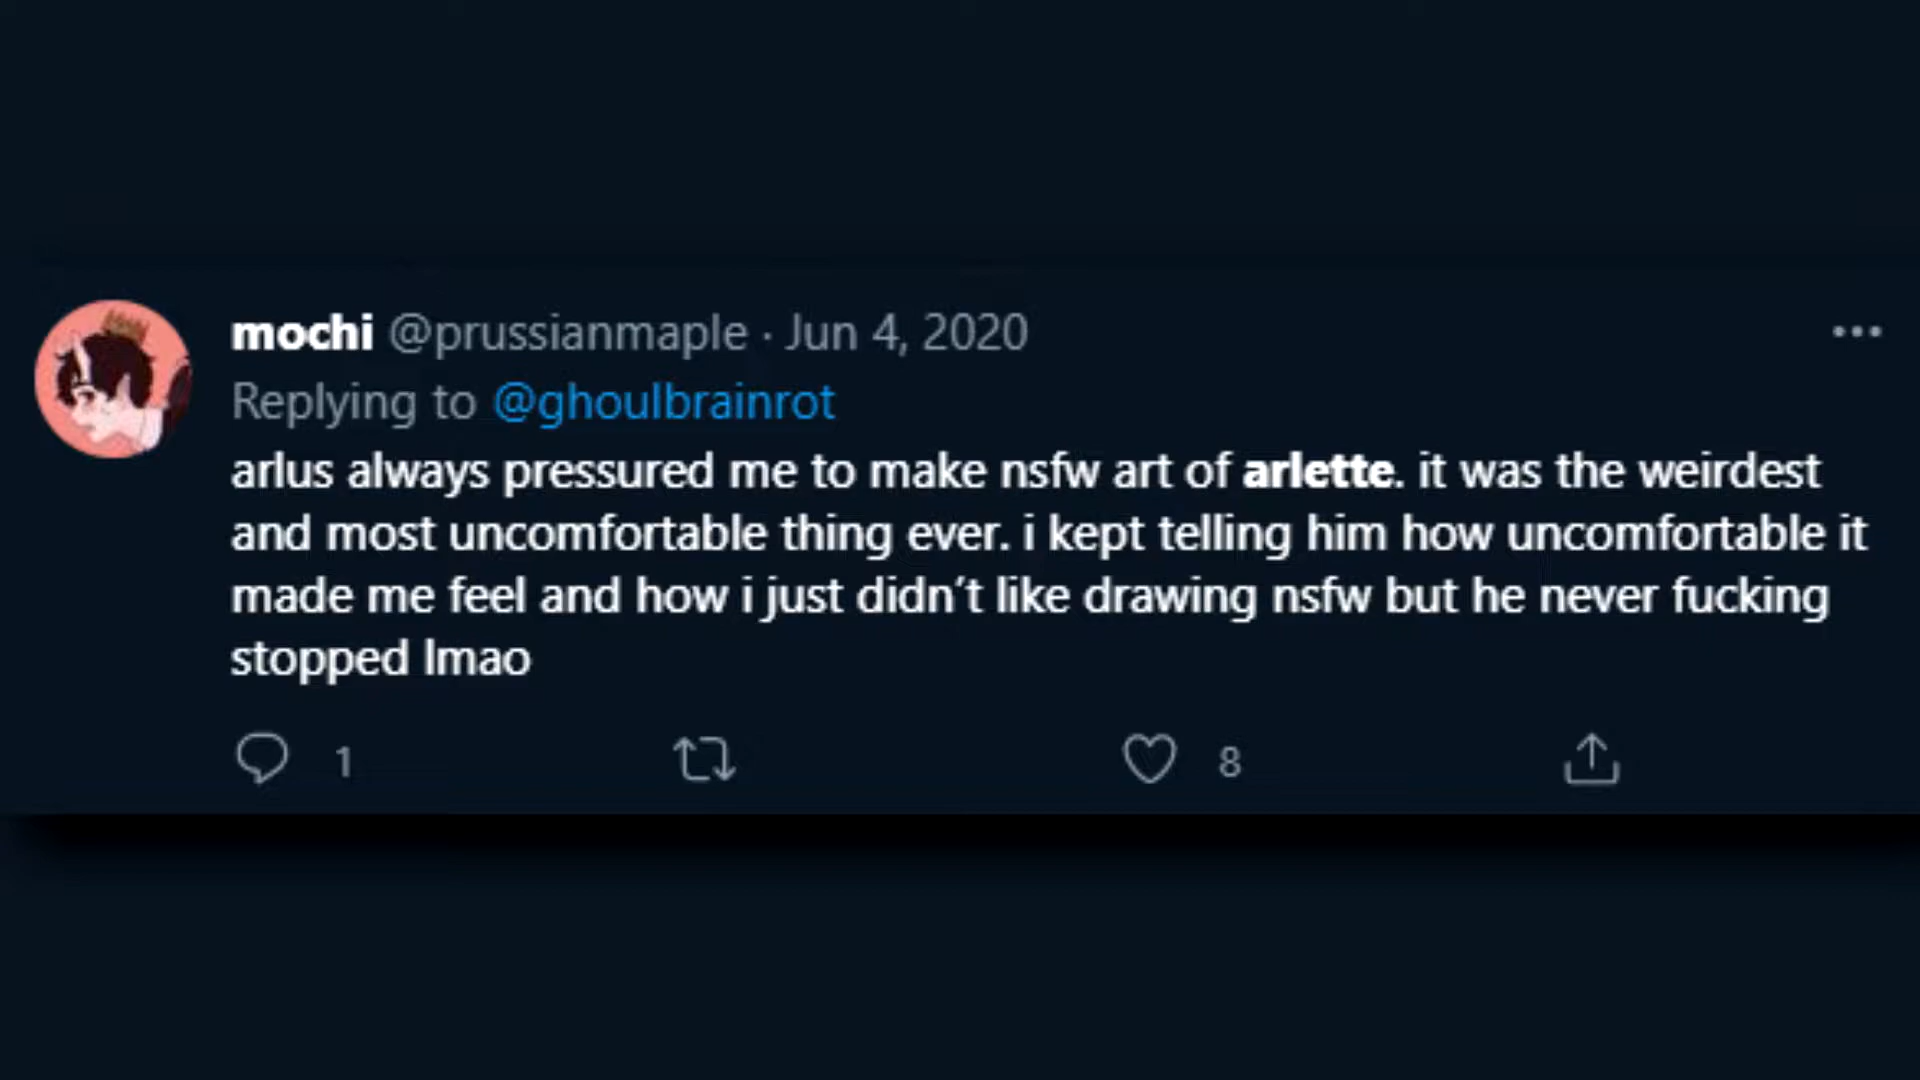 mochi @prussianmaple · Jun 4, 2020
Replying to @ghoulbrainrot
arlus always pressured me to make nsfw art of arlette. it was the weirdest
and most uncomfortable thing ever. i kept telling him how uncomfortable it
made me feel and how i just didn’t like drawing nsfw but he never fucking
stopped lmao
1 8